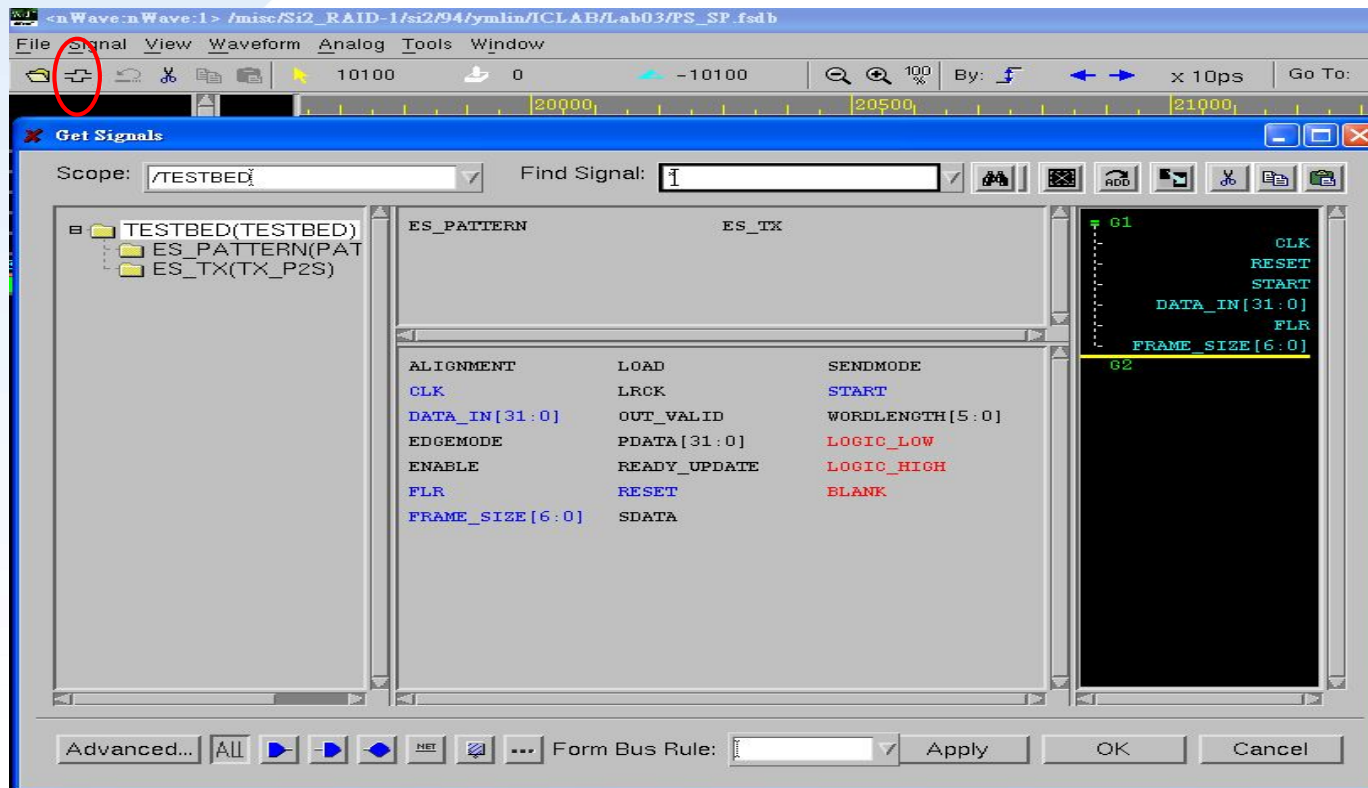 <nWave:nWave:1> /misc/Si2_RAID-1/si2/94/ymlin/ICLAB/Lab03/PS_SP.fsdb
File Signal View Waveform Analog Tools Window
10100 0 -10100 100% By: x 10ps Go To:
20000 20500 21000
Get Signals
Scope: /TESTBED Find Signal: ADD
TESTBED(TESTBED)
ES_PATTERN(PAT
ES_TX(TX_P2S)
ES_PATTERN ES_TX
ALIGNMENT LOAD SENDMODE
CLK LRCK START
DATA_IN[31:0] OUT_VALID WORDLENGTH[5:0]
EDGEMODE PDATA[31:0] LOGIC_LOW
ENABLE READY_UPDATE LOGIC_HIGH
FLR RESET BLANK
FRAME_SIZE[6:0] SDATA
G1
CLK
RESET
START
DATA_IN[31:0]
FLR
FRAME_SIZE[6:0]
G2
Advanced... All NET ... Form Bus Rule: Apply OK Cancel